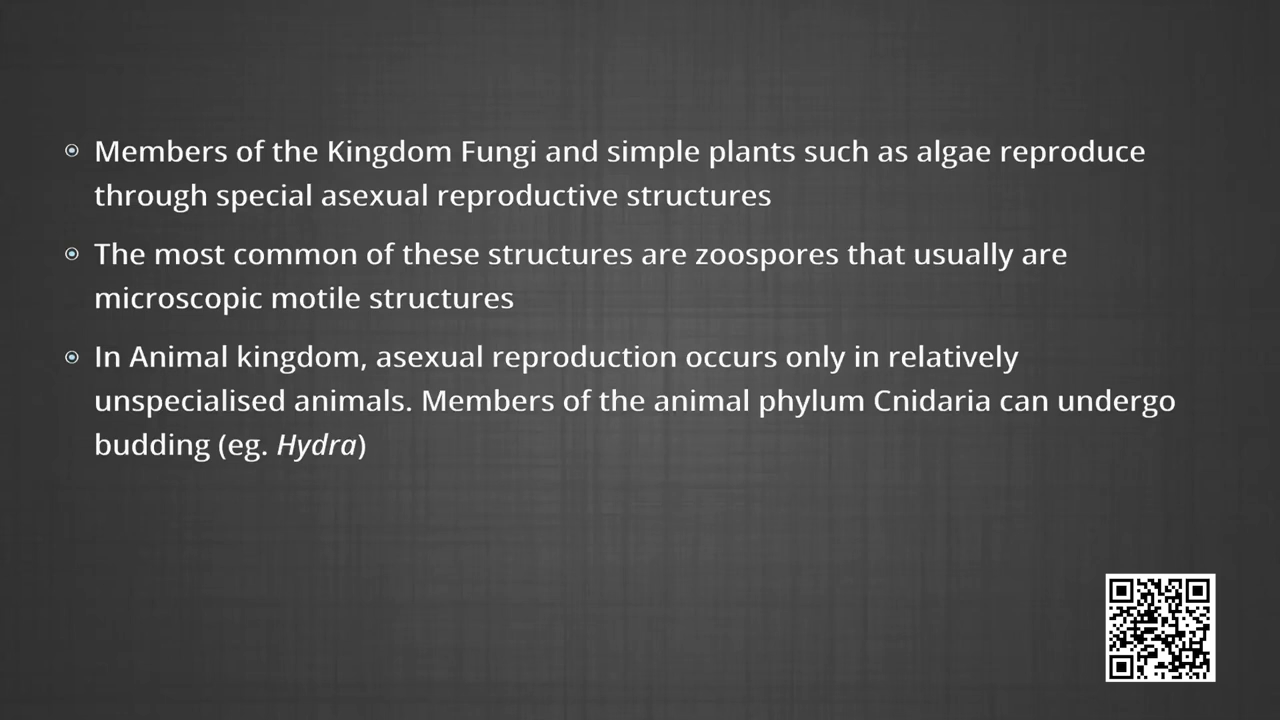 Members of the Kingdom Fungi and simple plants such as algae reproduce
through special asexual reproductive structures
The most common of these structures are zoospores that usually are
microscopic motile structures
In Animal kingdom, asexual reproduction occurs only in relatively
unspecialised animals. Members of the animal phylum Cnidaria can undergo
budding (eg. Hydra)